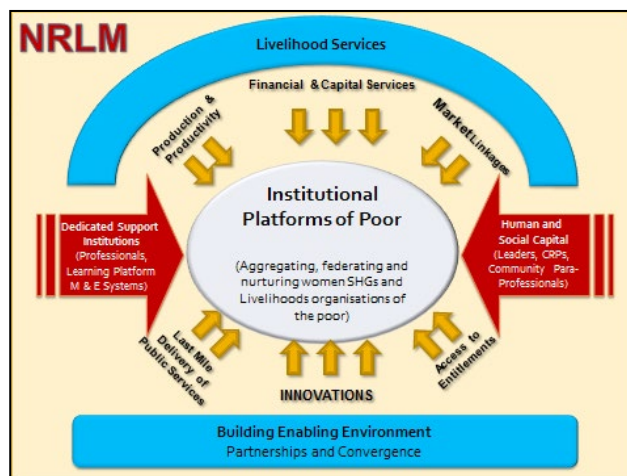 NRLM
Livelihood Services
Financial & Capital Services
Production &
Productivity
Market Linkages
Institutional
Platforms of Poor
(Aggregating, federating and
nurturing women SHGs and
Livelihoods organisations of
the poor)
Dedicated Support
Institutions
(Professionals,
Learning Platform
M & E Systems)
Human and
Social Capital
(Leaders, CRPs,
Community Para-
Professionals)
Last Mile
Delivery of
Public Services
INNOVATIONS
Access to
Entitlements
Building Enabling Environment
Partnerships and Convergence